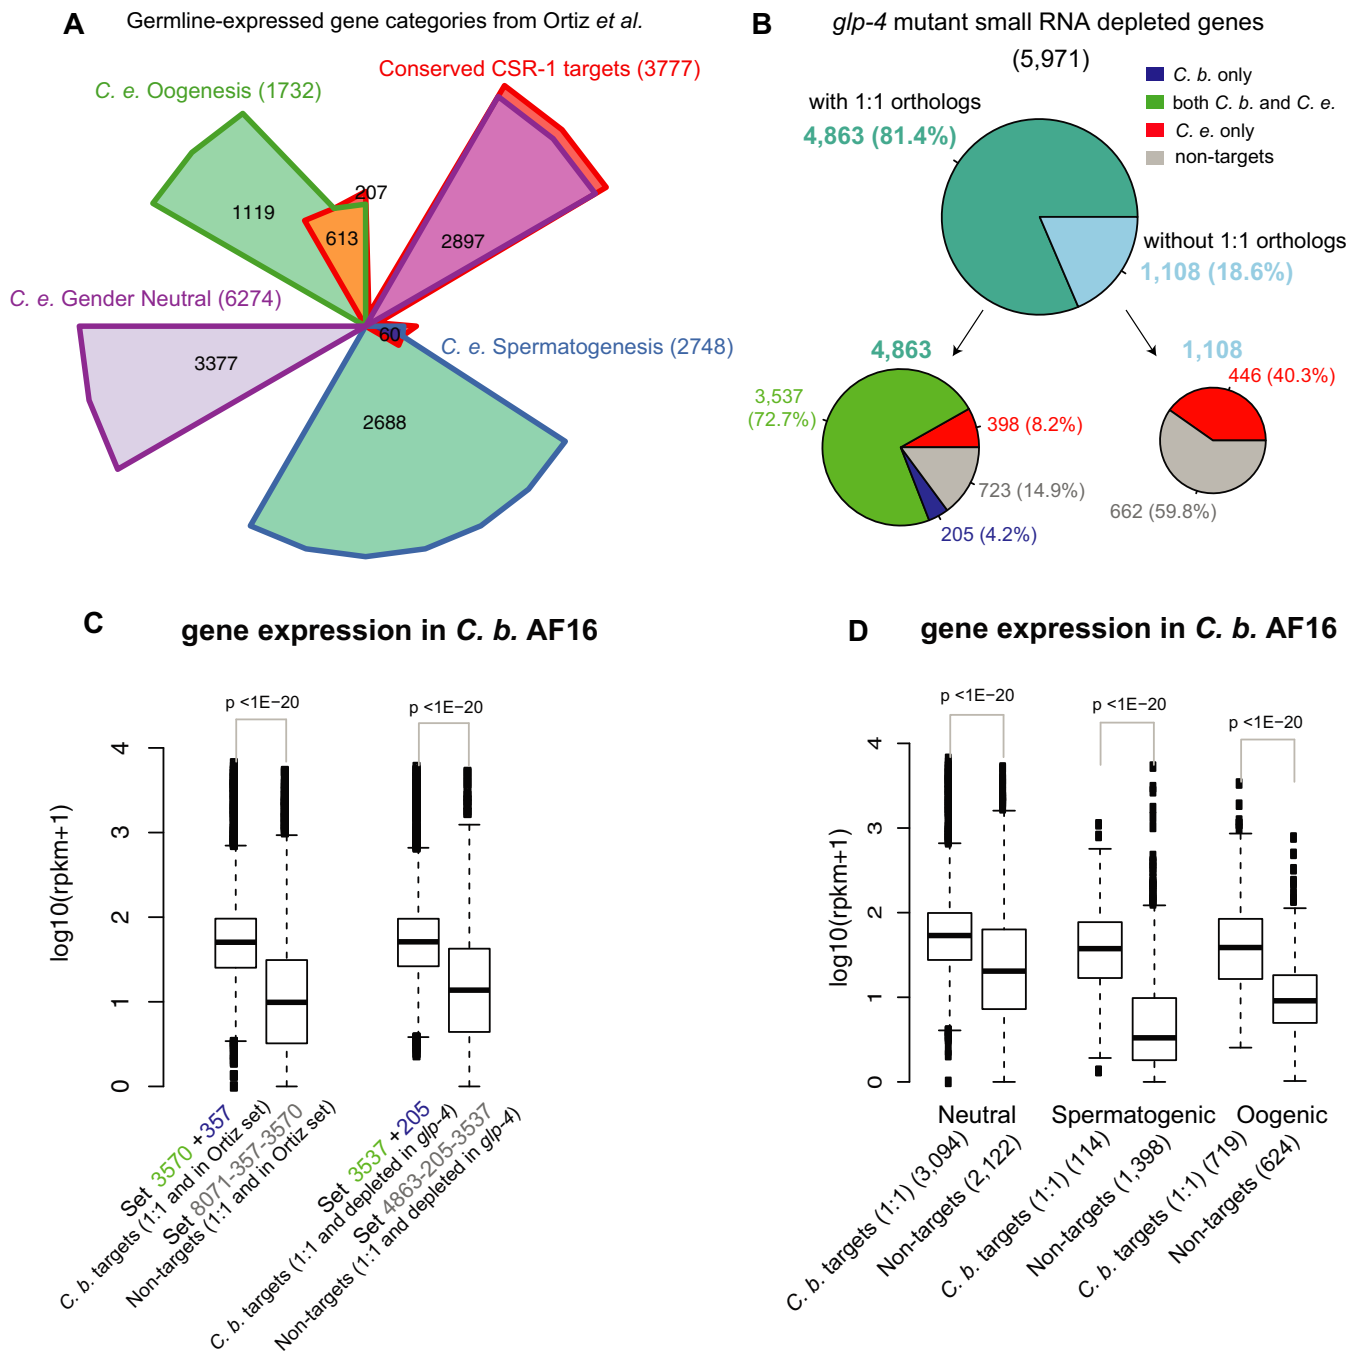 A
Germline-expressed gene categories from Ortiz et al.
Conserved CSR-1 targets (3777)
C. e. Oogenesis (1732)
207
1119
613
2897
C. e. Gender Neutral (6274)
60
C. e. Spermatogenesis (2748)
3377
2688
B
glp-4 mutant small RNA depleted genes
(5,971)
C. b. only
both C. b. and C. e.
C. e. only
non-targets
with 1:1 orthologs
4,863 (81.4%)
without 1:1 orthologs
1,108 (18.6%)
4,863
3,537
(72.7%)
398 (8.2%)
723 (14.9%)
205 (4.2%)
1,108
446 (40.3%)
662 (59.8%)
C
gene expression in C. b. AF16
p <1E−20
p <1E−20
log10(rpkm+1)
4
3
2
1
0
Set 3570 +357
C. b. targets (1:1 and in Ortiz set)
Set 8071-357-3570
Non-targets (1:1 and in Ortiz set)
Set 3537 +205
C. b. targets (1:1 and depleted in glp-4)
Set 4863-205-3537
Non-targets (1:1 and depleted in glp-4)
D
gene expression in C. b. AF16
p <1E−20
p <1E−20
p <1E−20
log10(rpkm+1)
4
3
2
1
0
Neutral
Spermatogenic
Oogenic
C. b. targets (1:1) (3,094)
Non-targets (2,122)
C. b. targets (1:1) (114)
Non-targets (1,398)
C. b. targets (1:1) (719)
Non-targets (624)